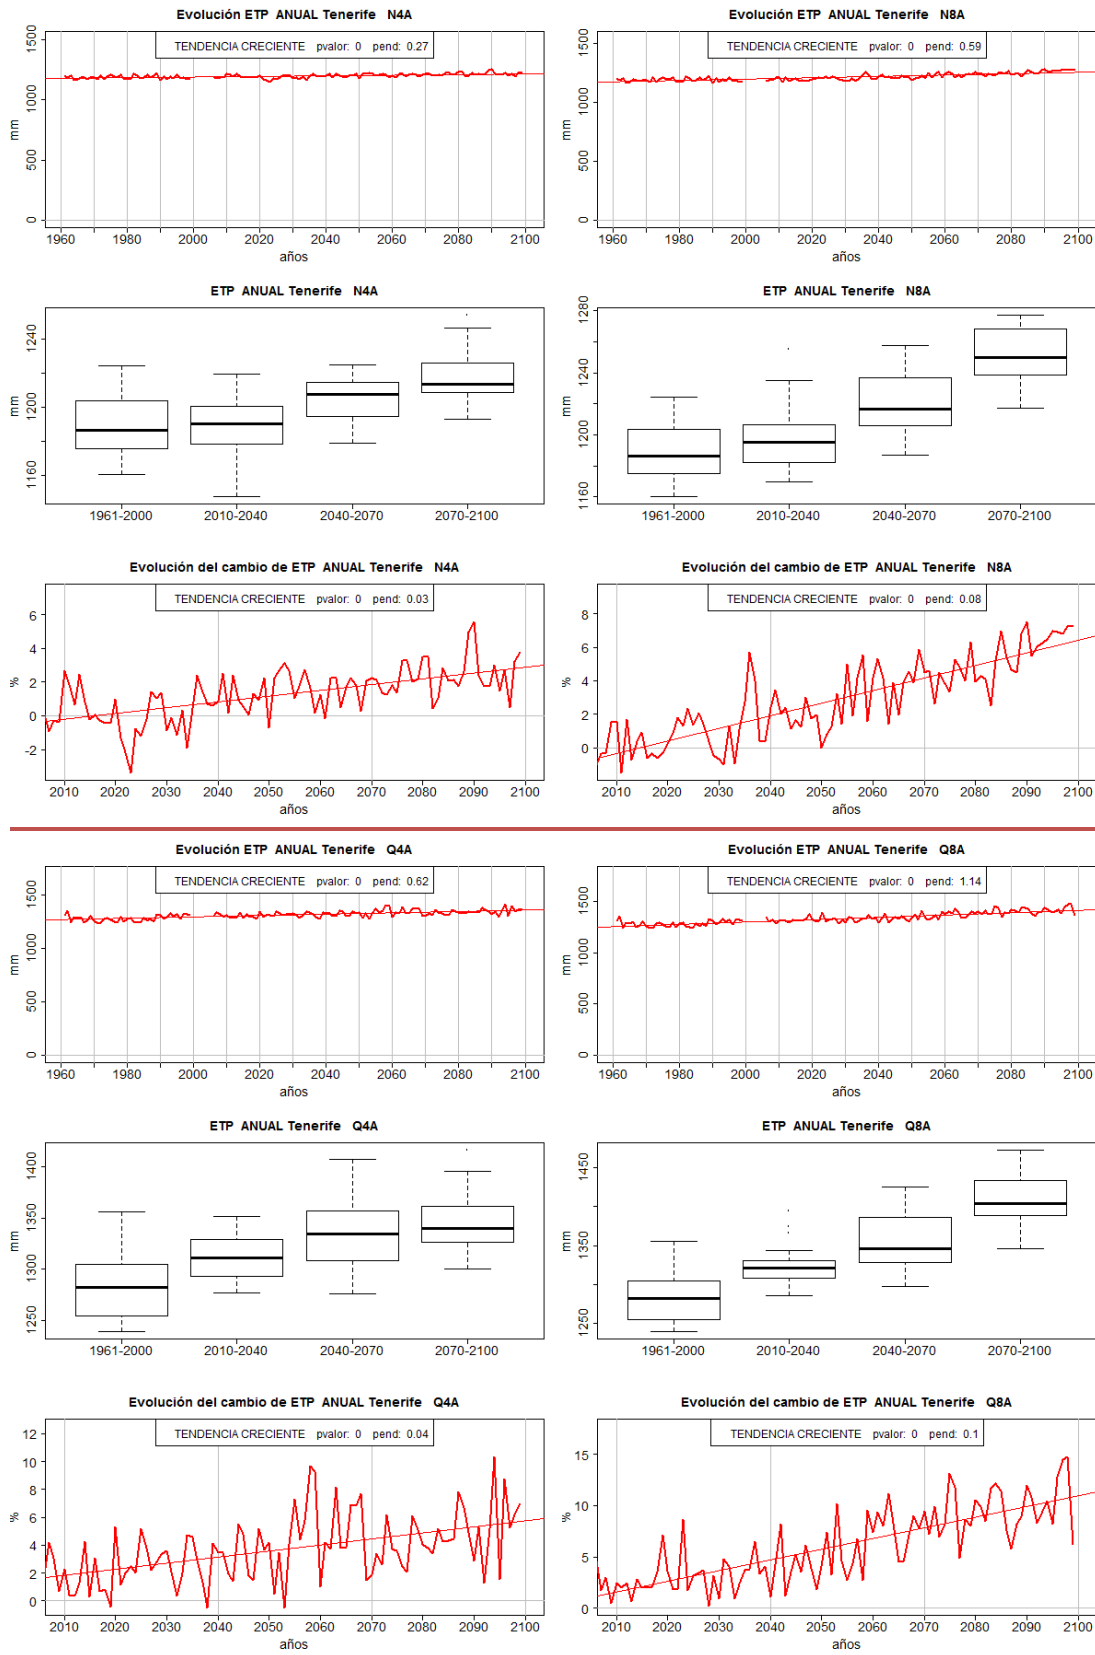 Evolución ETP ANUAL Tenerife N4A
TENDENCIA CRECIENTE pvalor: 0 pend: 0.27
mm
0 500 1000 1500
1960 1980 2000 2020 2040 2060 2080 2100
años
Evolución ETP ANUAL Tenerife N8A
TENDENCIA CRECIENTE pvalor: 0 pend: 0.59
mm
0 500 1000 1500
1960 1980 2000 2020 2040 2060 2080 2100
años
ETP ANUAL Tenerife N4A
mm
1160 1200 1240
1961-2000 2010-2040 2040-2070 2070-2100
ETP ANUAL Tenerife N8A
mm
1160 1200 1240 1280
1961-2000 2010-2040 2040-2070 2070-2100
Evolución del cambio de ETP ANUAL Tenerife N4A
TENDENCIA CRECIENTE pvalor: 0 pend: 0.03
%
-2 0 2 4 6
2010 2020 2030 2040 2050 2060 2070 2080 2090 2100
años
Evolución del cambio de ETP ANUAL Tenerife N8A
TENDENCIA CRECIENTE pvalor: 0 pend: 0.08
%
0 2 4 6 8
2010 2020 2030 2040 2050 2060 2070 2080 2090 2100
años
Evolución ETP ANUAL Tenerife Q4A
TENDENCIA CRECIENTE pvalor: 0 pend: 0.62
mm
0 500 1000 1500
1960 1980 2000 2020 2040 2060 2080 2100
años
Evolución ETP ANUAL Tenerife Q8A
TENDENCIA CRECIENTE pvalor: 0 pend: 1.14
mm
0 500 1000 1500
1960 1980 2000 2020 2040 2060 2080 2100
años
ETP ANUAL Tenerife Q4A
mm
1250 1300 1350 1400
1961-2000 2010-2040 2040-2070 2070-2100
ETP ANUAL Tenerife Q8A
mm
1250 1350 1450
1961-2000 2010-2040 2040-2070 2070-2100
Evolución del cambio de ETP ANUAL Tenerife Q4A
TENDENCIA CRECIENTE pvalor: 0 pend: 0.04
%
0 2 4 6 8 10 12
2010 2020 2030 2040 2050 2060 2070 2080 2090 2100
años
Evolución del cambio de ETP ANUAL Tenerife Q8A
TENDENCIA CRECIENTE pvalor: 0 pend: 0.1
%
0 5 10 15
2010 2020 2030 2040 2050 2060 2070 2080 2090 2100
años